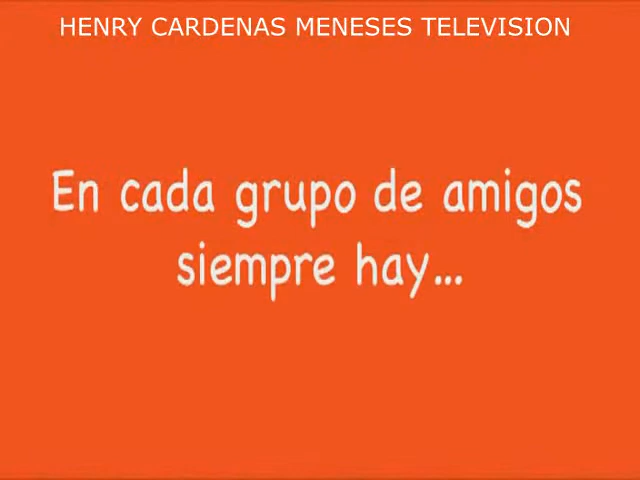 HENRY CARDENAS MENESES TELEVISION
En cada grupo de amigos
siempre hay...